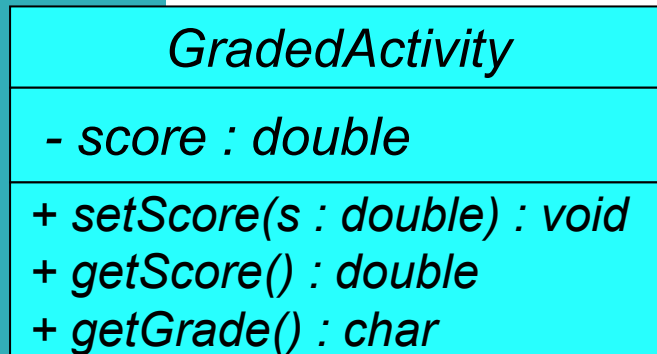 GradedActivity
- score : double
+ setScore(s : double) : void
+ getScore() : double
+ getGrade() : char